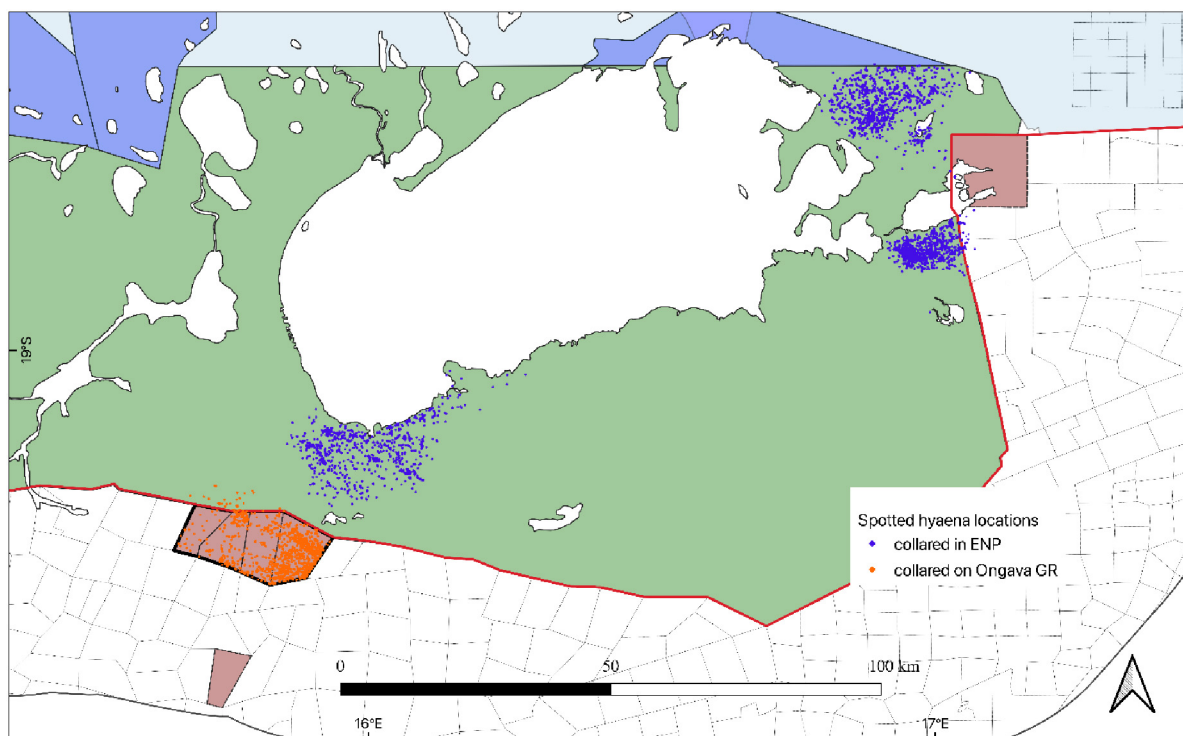 19°S
Spotted hyaena locations
collared in ENP
collared on Ongava GR
0
50
100 km
16°E
17°E